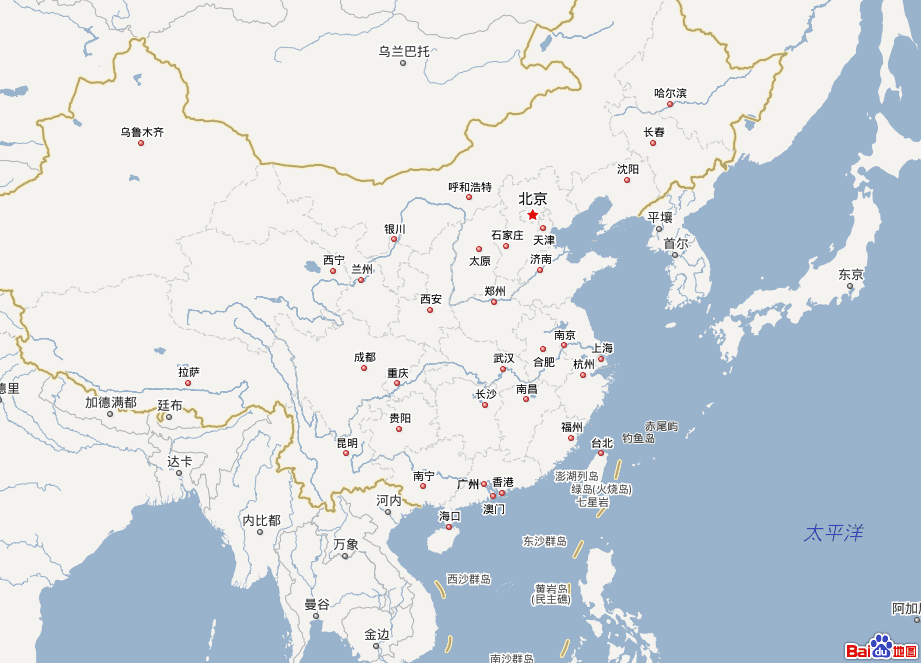 乌兰巴托
哈尔滨
乌鲁木齐
长春
沈阳
呼和浩特
北京
平壤
银川
石家庄
天津
首尔
西宁
兰州
太原
济南
东京
西安
郑州
南京
上海
成都
武汉
合肥
杭州
拉萨
重庆
德里
南昌
加德满都
廷布
长沙
贵阳
福州
赤尾屿
钓鱼岛
昆明
台北
达卡
南宁
澎湖列岛
广州
香港
绿岛(火烧岛)
河内
七星岩
澳门
内比都
海口
太平洋
万象
东沙群岛
西沙群岛
黄岩岛
(民主礁)
曼谷
阿加
金边
南沙群岛
Bai du 地图